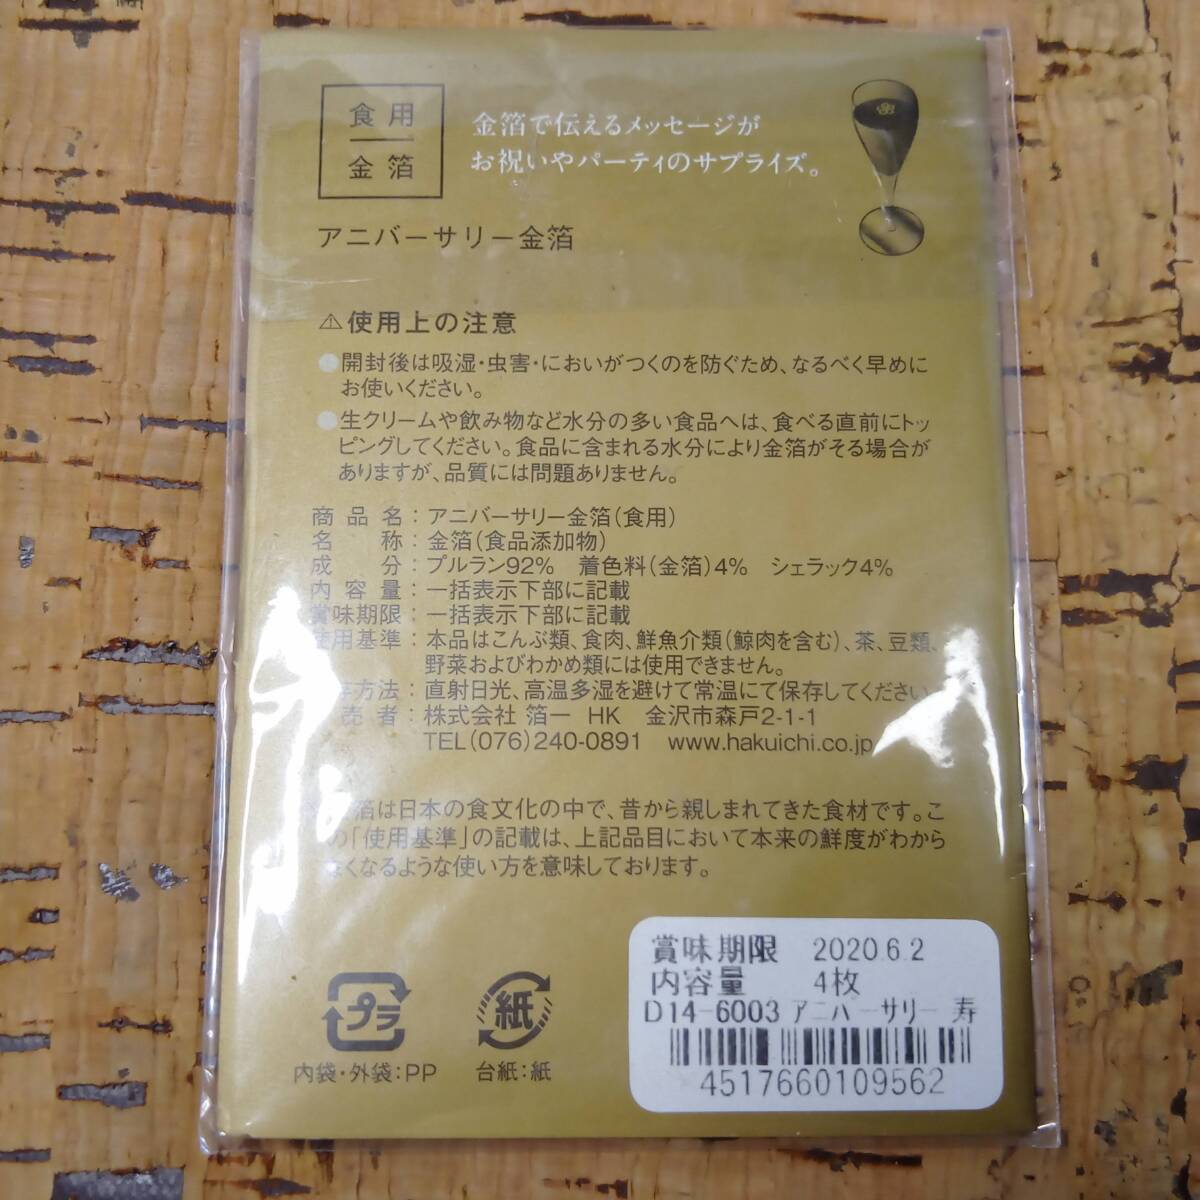 食用
金箔
金箔で伝えるメッセージが
お祝いやパーティのサプライズ。
アニバーサリー金箔
⚠使用上の注意
●開封後は吸湿・虫害・においがつくのを防ぐため、なるべく早めに
お使いください。
●生クリームや飲み物など水分の多い食品へは、食べる直前にトッ
ピングしてください。食品に含まれる水分により金箔がそる場合が
ありますが、品質には問題ありません。
商品名：アニバーサリー金箔(食用)
名称：金箔(食品添加物)
成分：プルラン92% 着色料(金箔)4% シェラック4%
内容量：一括表示下部に記載
賞味期限：一括表示下部に記載
使用基準：本品はこんぶ類、食肉、鮮魚介類(鯨肉を含む)、茶、豆類、
野菜およびわかめ類には使用できません。
方法：直射日光、高温多湿を避けて常温にて保存してください
売者：株式会社 箔一 HK 金沢市森戸2-1-1
TEL(076)240-0891 www.hakuichi.co.jp
箔は日本の食文化の中で、昔から親しまれてきた食材です。こ
の「使用基準」の記載は、上記品目において本来の鮮度がわから
なくなるような使い方を意味しております。
プラ
内袋・外袋：PP
紙
台紙：紙
賞味期限 2020.6.2
内容量 4枚
D14-6003 アニバーサリー 寿
4517660109562